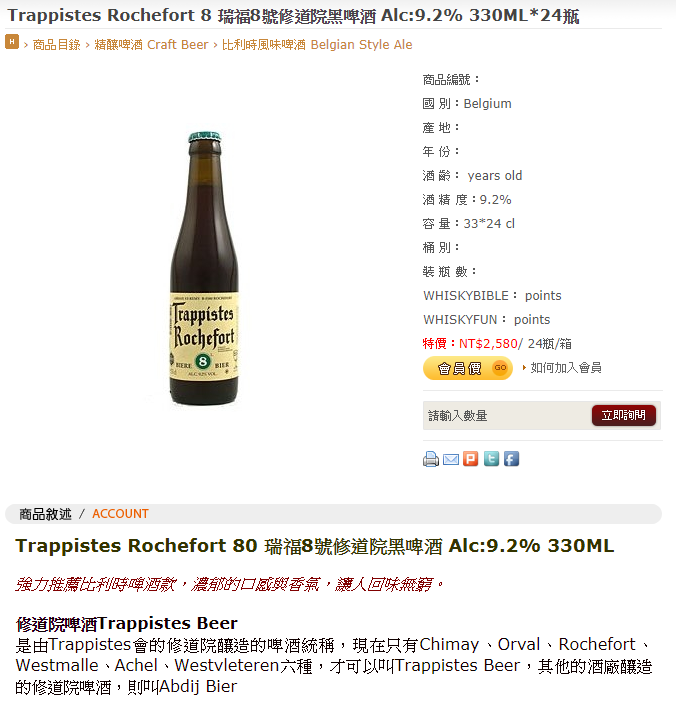 Trappistes Rochefort 8 瑞福8號修道院黑啤酒 Alc:9.2% 330ML*24瓶
H › 商品目錄 › 精釀啤酒 Craft Beer › 比利時風味啤酒 Belgian Style Ale
商品編號：
國 別：Belgium
產 地：
年 份：
酒 齡： years old
酒 精 度：9.2%
容 量：33*24 cl
桶 別：
裝 瓶 數：
WHISKYBIBLE： points
WHISKYFUN： points
特價：NT$2,580/ 24瓶/箱
會員價 GO 如何加入會員
請輸入數量 立即詢問
Trappistes
Rochefort
BIERE 8 BIER
ALC 9.2% VOL
商品敘述 / ACCOUNT
Trappistes Rochefort 80 瑞福8號修道院黑啤酒 Alc:9.2% 330ML
強力推薦比利時啤酒款，濃郁的口感與香氣，讓人回味無窮。
修道院啤酒Trappistes Beer
是由Trappistes會的修道院釀造的啤酒統稱，現在只有Chimay、Orval、Rochefort、
Westmalle、Achel、Westvleteren六種，才可以叫Trappistes Beer，其他的酒廠釀造
的修道院啤酒，則叫Abdij Bier